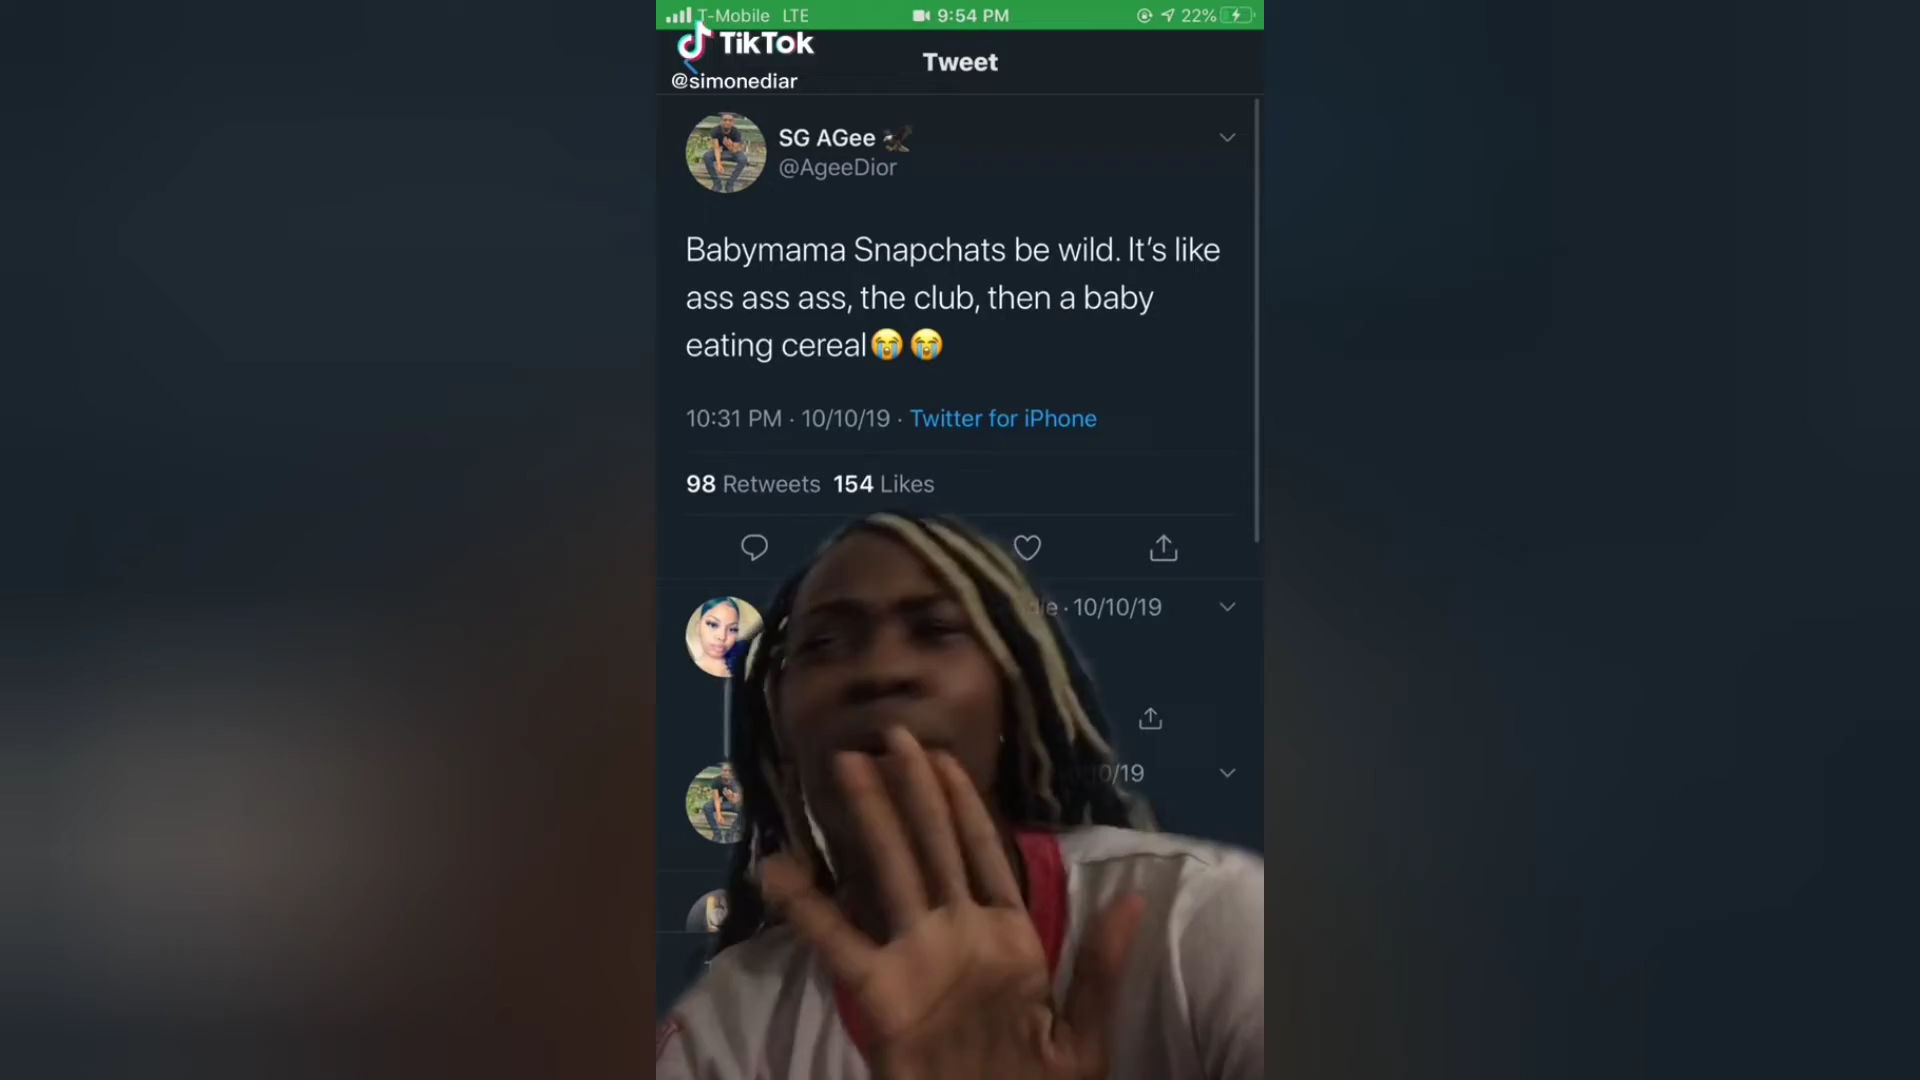 T-Mobile LTE 9:54 PM 22%
TikTok
@simonediar
Tweet
SG AGee
@AgeeDior
Babymama Snapchats be wild. It's like
ass ass ass, the club, then a baby
eating cereal😭😭
10:31 PM · 10/10/19 · Twitter for iPhone
98 Retweets 154 Likes
· 10/10/19
/19